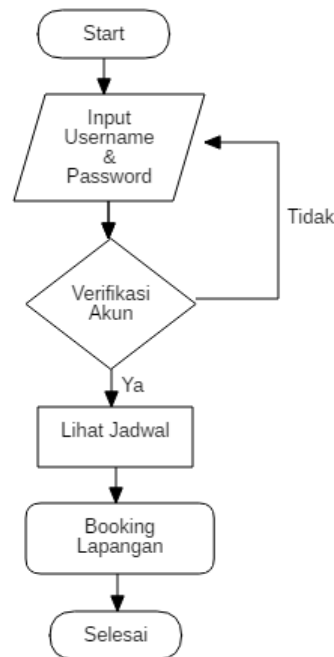 Start
Input
Username
&
Password
Tidak
Verifikasi
Akun
Ya
Lihat Jadwal
Booking
Lapangan
Selesai